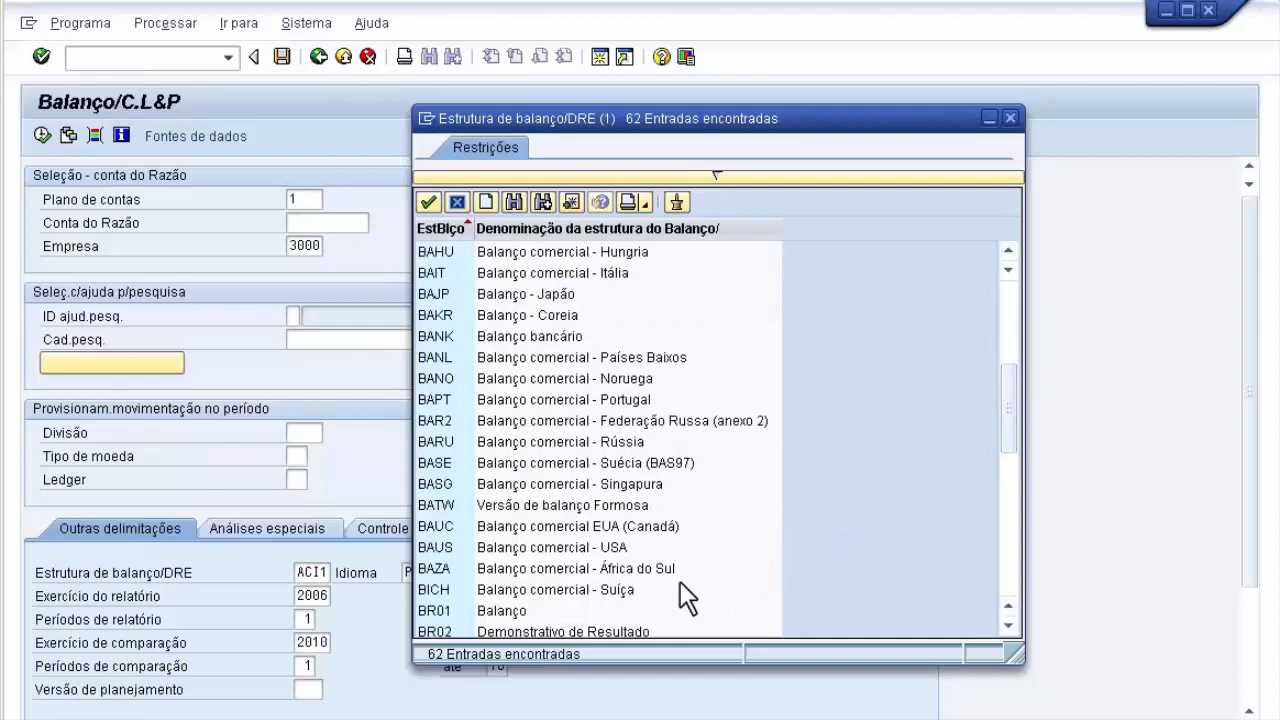 Programa Processar Ir para Sistema Ajuda
Balanço/C.L&P
Fontes de dados
Seleção - conta do Razão
Plano de contas 1
Conta do Razão
Empresa 3000
Seleç.c/ajuda p/pesquisa
ID ajud.pesq.
Cad.pesq.
Provisionam.movimentação no período
Divisão
Tipo de moeda
Ledger
Outras delimitações Análises especiais Controle
Estrutura de balanço/DRE ACI1 Idioma P
Exercício do relatório 2006
Períodos de relatório 1
Exercício de comparação 2010
Períodos de comparação 1 até 16
Versão de planejamento
Estrutura de balanço/DRE (1) 62 Entradas encontradas
Restrições
EstBlço Denominação da estrutura do Balanço/
BAHU Balanço comercial - Hungria
BAIT Balanço comercial - Itália
BAJP Balanço - Japão
BAKR Balanço - Coreia
BANK Balanço bancário
BANL Balanço comercial - Países Baixos
BANO Balanço comercial - Noruega
BAPT Balanço comercial - Portugal
BAR2 Balanço comercial - Federação Russa (anexo 2)
BARU Balanço comercial - Rússia
BASE Balanço comercial - Suécia (BAS97)
BASG Balanço comercial - Singapura
BATW Versão de balanço Formosa
BAUC Balanço comercial EUA (Canadá)
BAUS Balanço comercial - USA
BAZA Balanço comercial - África do Sul
BICH Balanço comercial - Suíça
BR01 Balanço
BR02 Demonstrativo de Resultado
62 Entradas encontradas